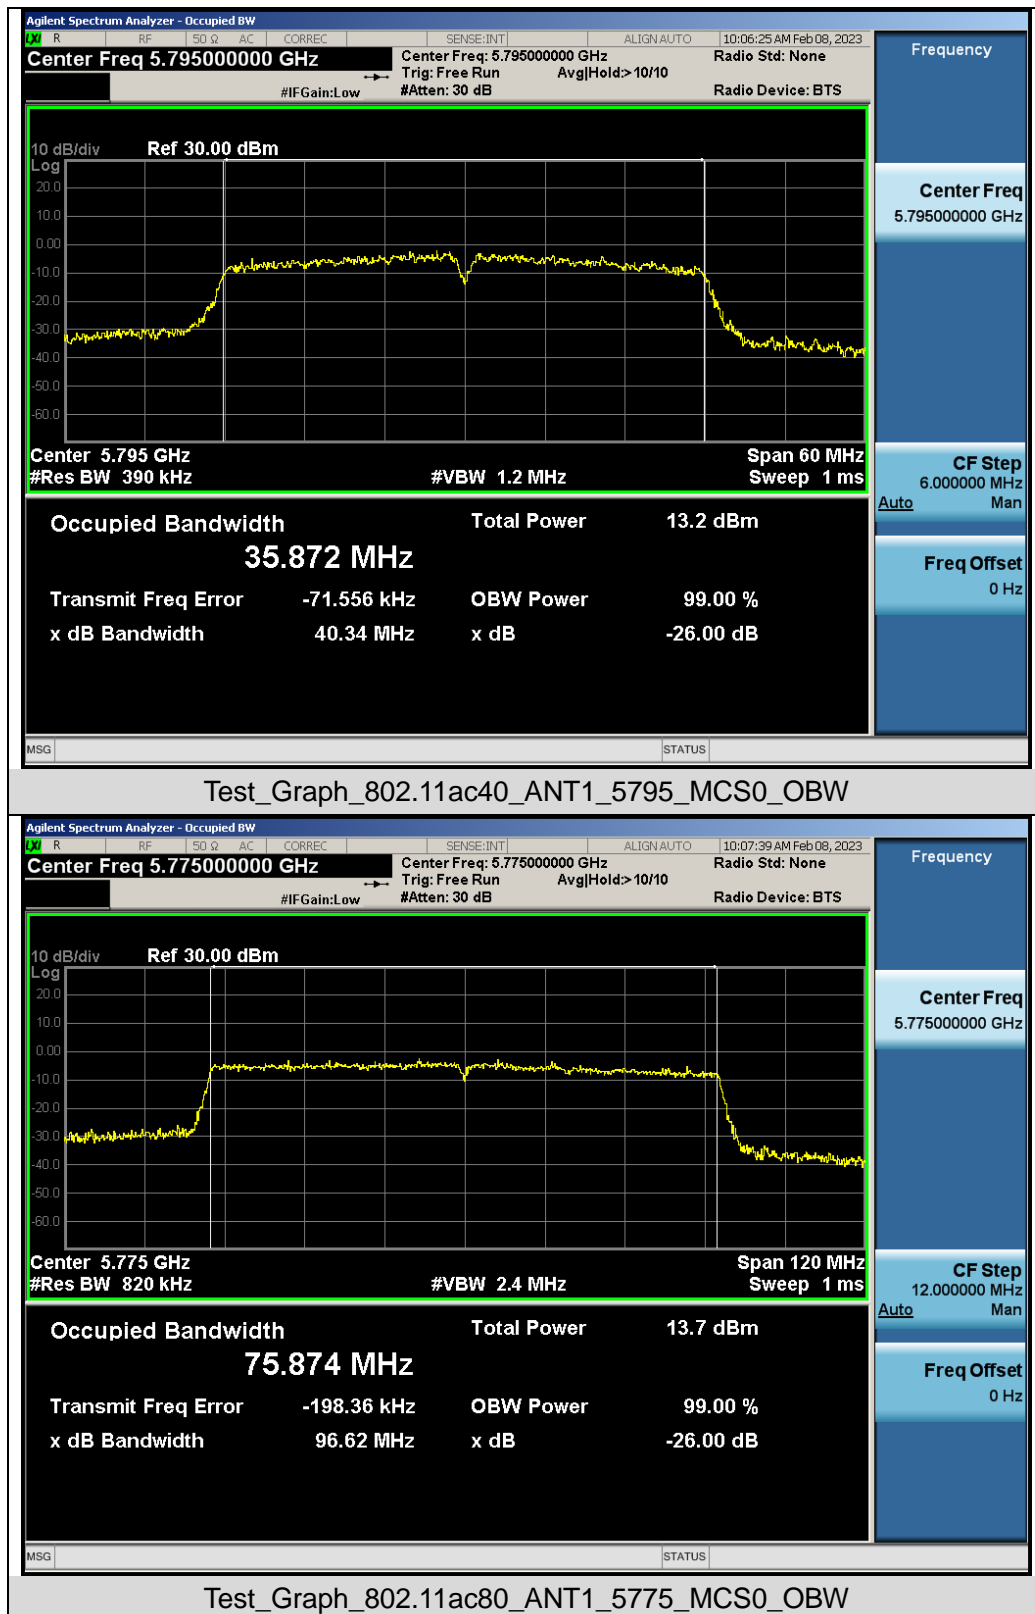 Agilent Spectrum Analyzer - Occupied BW
LXI R RF 50 Ω AC CORREC SENSE:INT ALIGN AUTO 10:06:25 AM Feb 08, 2023
Center Freq 5.795000000 GHz
Center Freq: 5.795000000 GHz Radio Std: None
Trig: Free Run Avg|Hold:>10/10
#IFGain:Low #Atten: 30 dB Radio Device: BTS
Frequency
10 dB/div Ref 30.00 dBm
Log
20.0
10.0
0.00
-10.0
-20.0
-30.0
-40.0
-50.0
-60.0
Center 5.795 GHz Span 60 MHz
#Res BW 390 kHz #VBW 1.2 MHz Sweep 1 ms
Center Freq
5.795000000 GHz
CF Step
6.000000 MHz
Auto Man
Freq Offset
0 Hz
Occupied Bandwidth Total Power 13.2 dBm
35.872 MHz
Transmit Freq Error -71.556 kHz OBW Power 99.00 %
x dB Bandwidth 40.34 MHz x dB -26.00 dB
MSG STATUS
Test_Graph_802.11ac40_ANT1_5795_MCS0_OBW
Agilent Spectrum Analyzer - Occupied BW
LXI R RF 50 Ω AC CORREC SENSE:INT ALIGN AUTO 10:07:39 AM Feb 08, 2023
Center Freq 5.775000000 GHz
Center Freq: 5.775000000 GHz Radio Std: None
Trig: Free Run Avg|Hold:>10/10
#IFGain:Low #Atten: 30 dB Radio Device: BTS
Frequency
10 dB/div Ref 30.00 dBm
Log
20.0
10.0
0.00
-10.0
-20.0
-30.0
-40.0
-50.0
-60.0
Center 5.775 GHz Span 120 MHz
#Res BW 820 kHz #VBW 2.4 MHz Sweep 1 ms
Center Freq
5.775000000 GHz
CF Step
12.000000 MHz
Auto Man
Freq Offset
0 Hz
Occupied Bandwidth Total Power 13.7 dBm
75.874 MHz
Transmit Freq Error -198.36 kHz OBW Power 99.00 %
x dB Bandwidth 96.62 MHz x dB -26.00 dB
MSG STATUS
Test_Graph_802.11ac80_ANT1_5775_MCS0_OBW